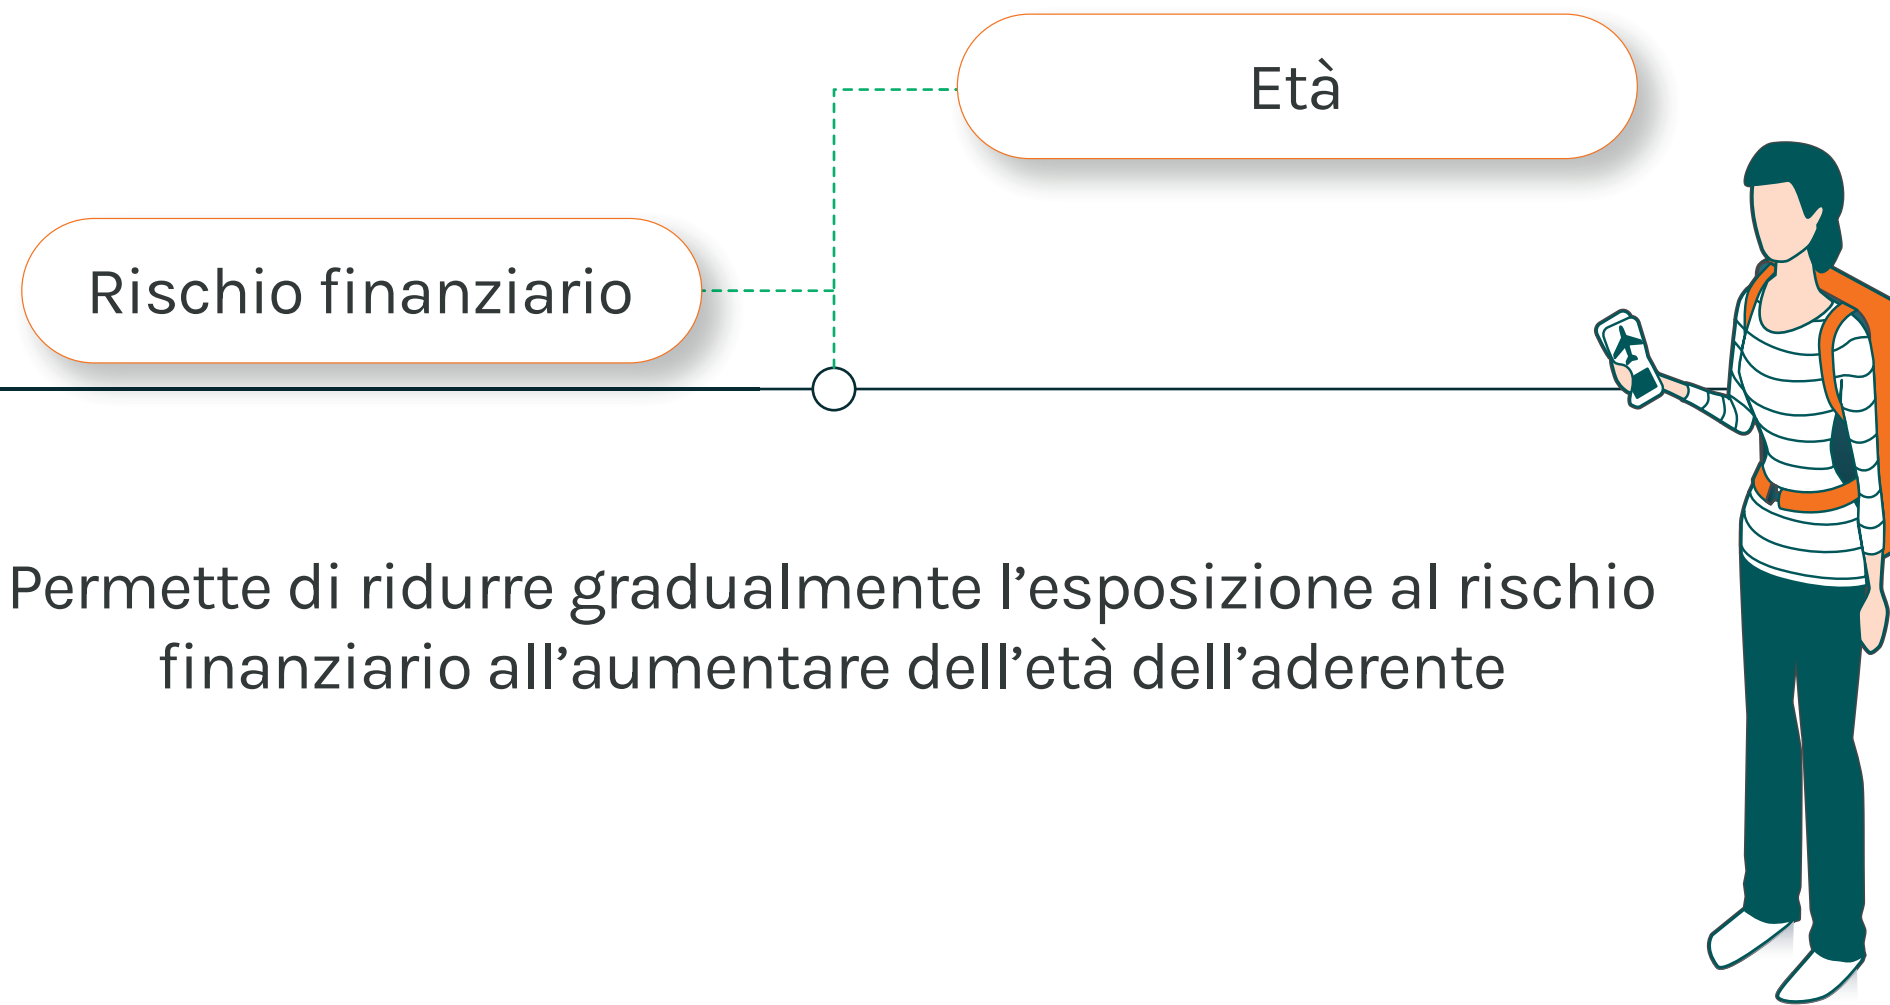 Età
Rischio finanziario
Permette di ridurre gradualmente l’esposizione al rischio
finanziario all’aumentare dell’età dell’aderente